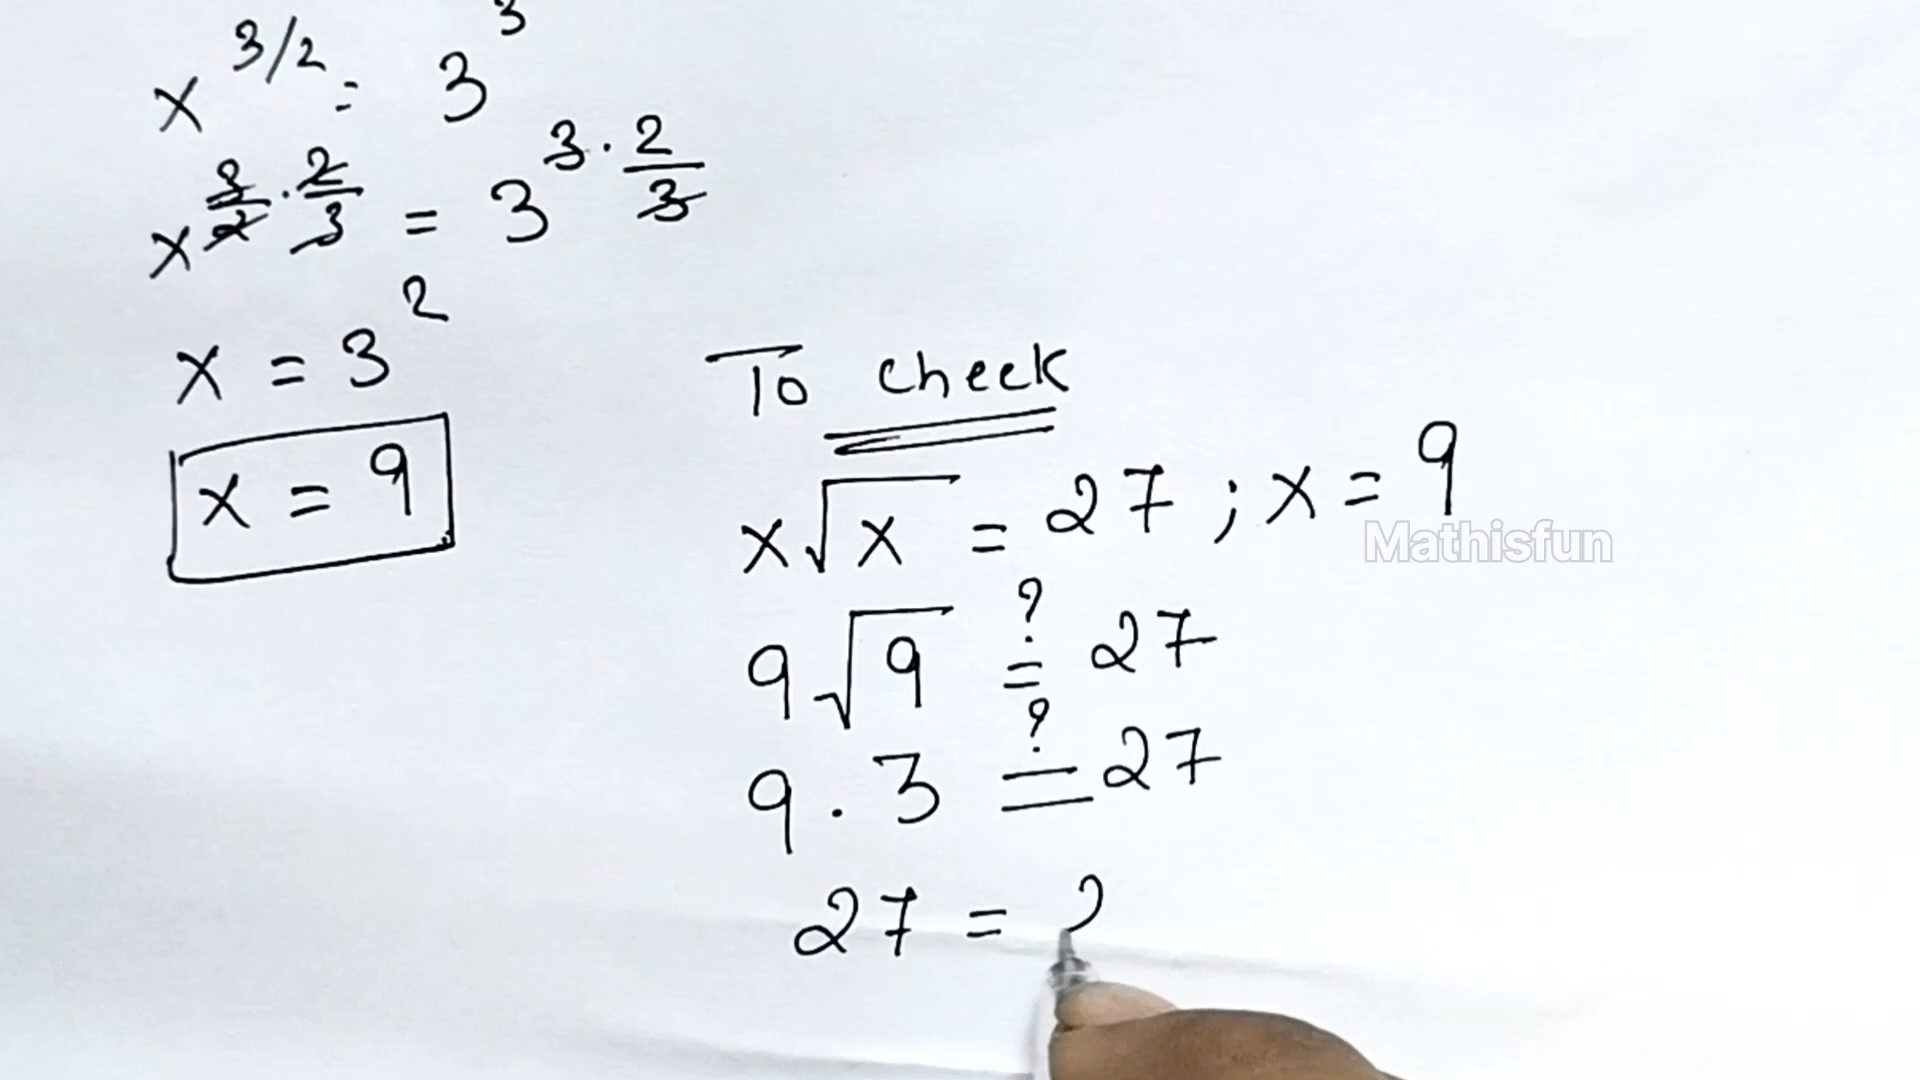 x^{3/2} = 3^3
x^{3/2 · 2/3} = 3^{3 · 2/3}
x = 3^2
x = 9
To check
x√x = 27 ; x = 9
Mathisfun
9√9 ?= 27
9 · 3 ?= 27
27 = 2